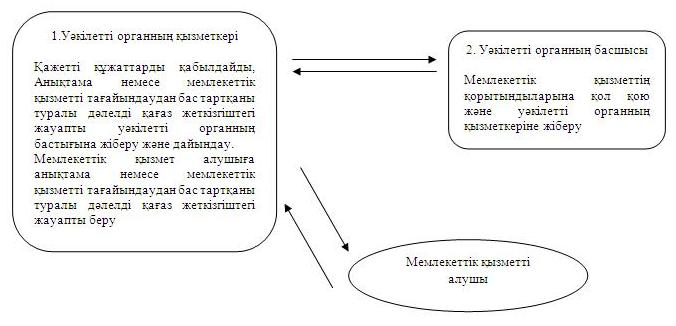 1.Уәкілетті органның қызметкері
Қажетті құжаттарды қабылдайды,
Анықтама немесе мемлекеттік
қызметті тағайындаудан бас тартқаны
туралы дәлелді қағаз жеткізгіштегі
жауапты уәкілетті органның
бастығына жіберу және дайындау.
Мемлекеттік қызмет алушыға
анықтама немесе мемлекеттік
қызметті тағайындаудан бас тартқаны
туралы дәлелді қағаз жеткізгіштегі
жауапты беру
2. Уәкілетті органның басшысы
Мемлекеттік қызметтің
қорытындыларына қол қою
және уәкілетті органның
қызметкеріне жіберу
Мемлекеттік қызметті
алушы